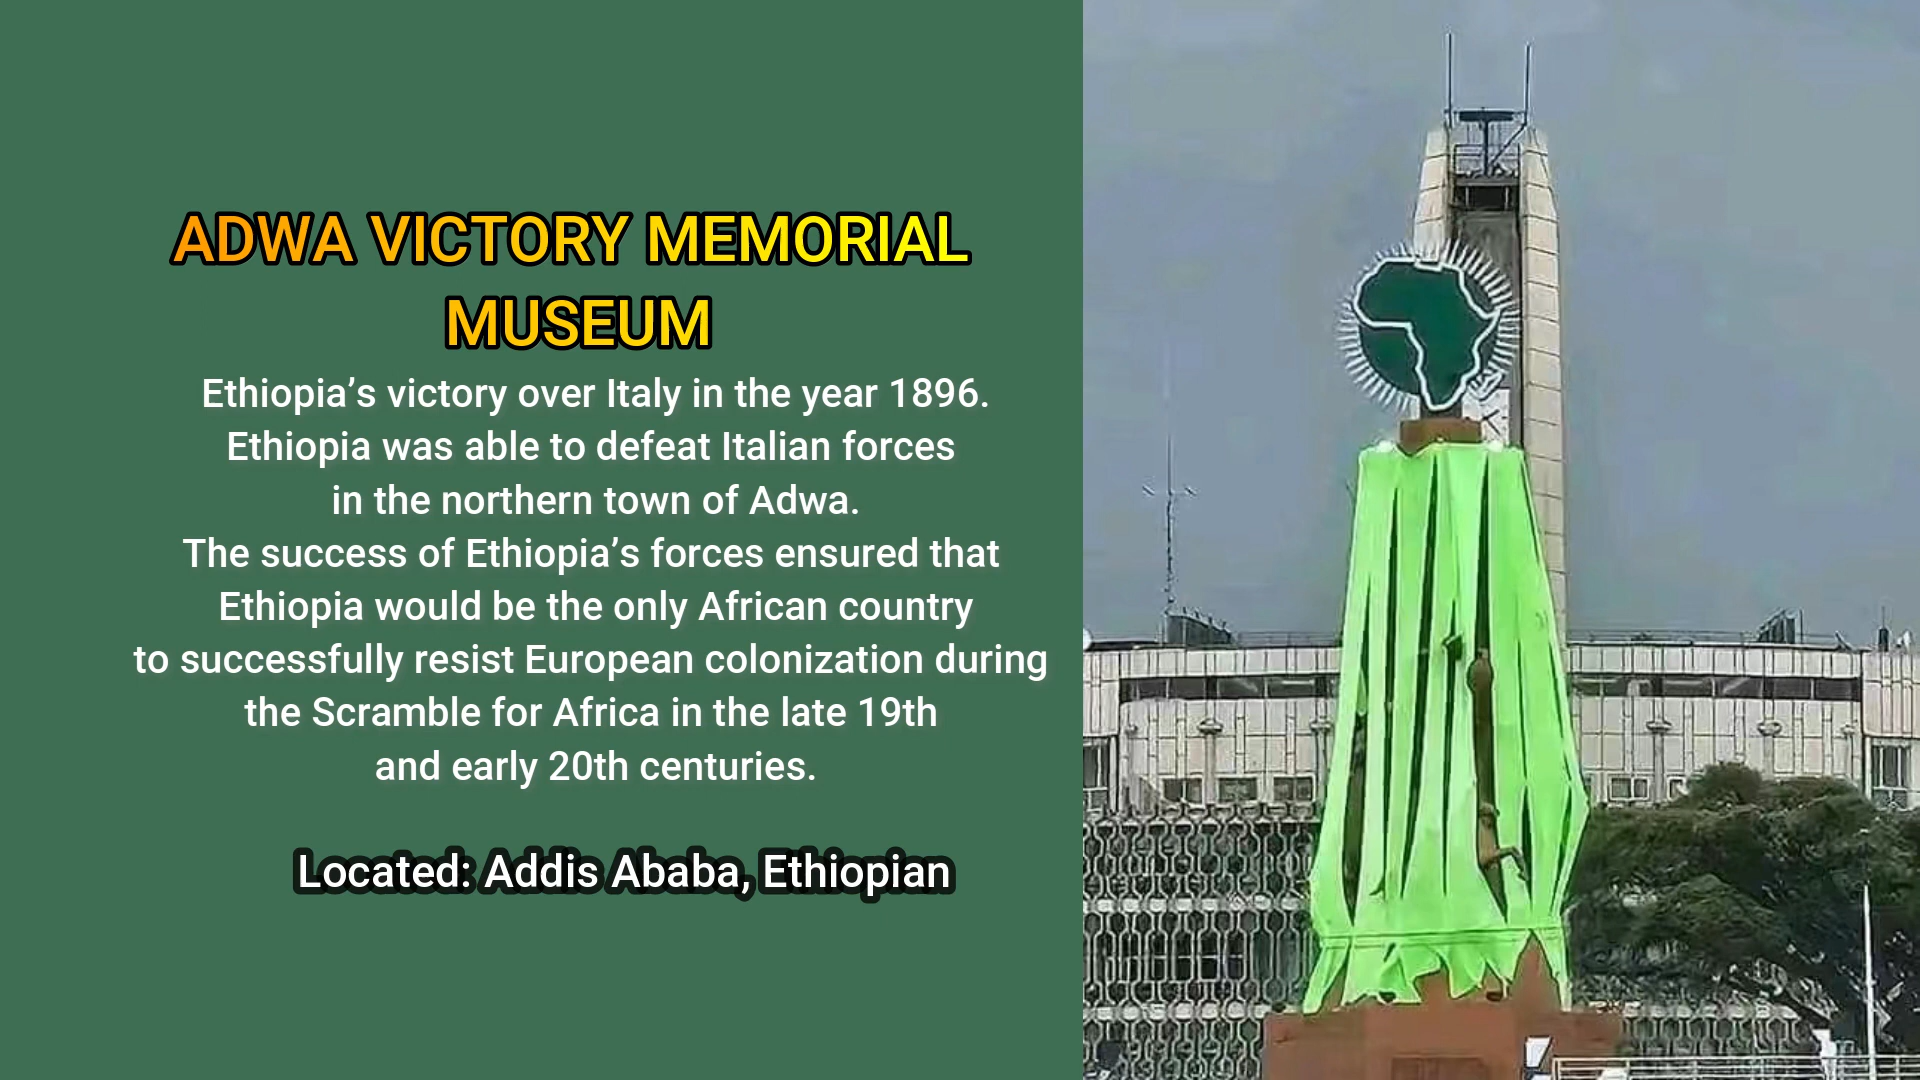 ADWA VICTORY MEMORIAL
MUSEUM
Ethiopia’s victory over Italy in the year 1896.
Ethiopia was able to defeat Italian forces
in the northern town of Adwa.
The success of Ethiopia’s forces ensured that
Ethiopia would be the only African country
to successfully resist European colonization during
the Scramble for Africa in the late 19th
and early 20th centuries.
Located: Addis Ababa, Ethiopian